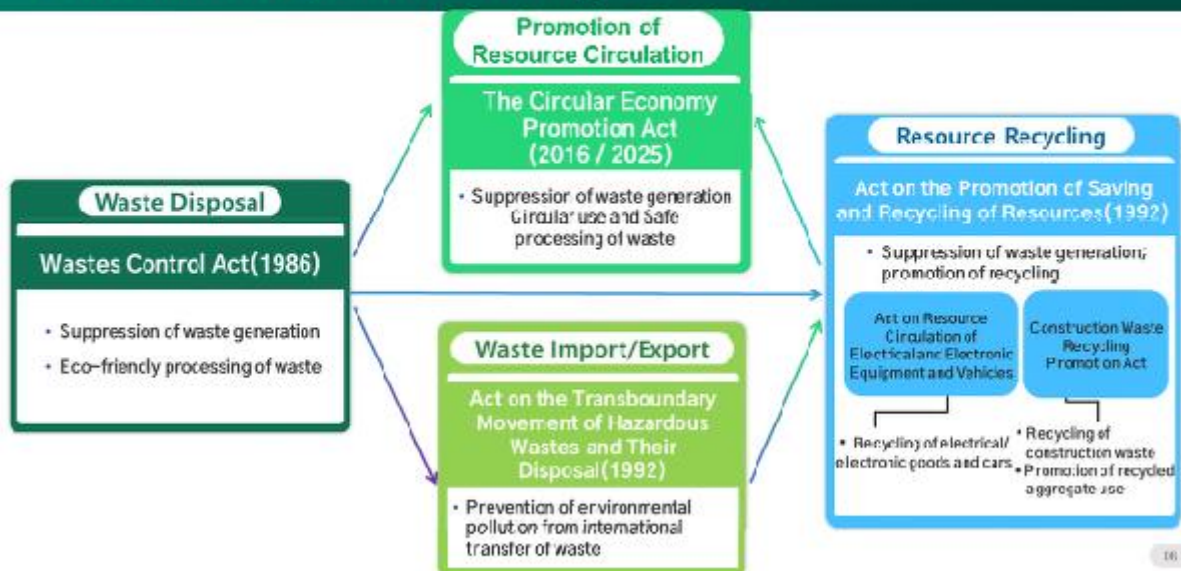 Promotion of
Resource Circulation
The Circular Economy
Promotion Act
(2016 / 2025)
• Suppression of waste generation
Circular use and Safe
processing of waste
Waste Disposal
Wastes Control Act(1986)
• Suppression of waste generation
• Eco-friendly processing of waste
Waste Import/Export
Act on the Transboundary
Movement of Hazardous
Wastes and Their
Disposal(1992)
• Prevention of environmental
pollution from international
transfer of waste
Resource Recycling
Act on the Promotion of Saving
and Recycling of Resources(1992)
• Suppression of waste generation;
promotion of recycling
Act on Resource
Circulation of
Electrical and Electronic
Equipment and Vehicles
Construction Waste
Recycling
Promotion Act
• Recycling of electrical/
electronic goods and cars
• Recycling of
construction waste
• Promotion of recycled
aggregate use